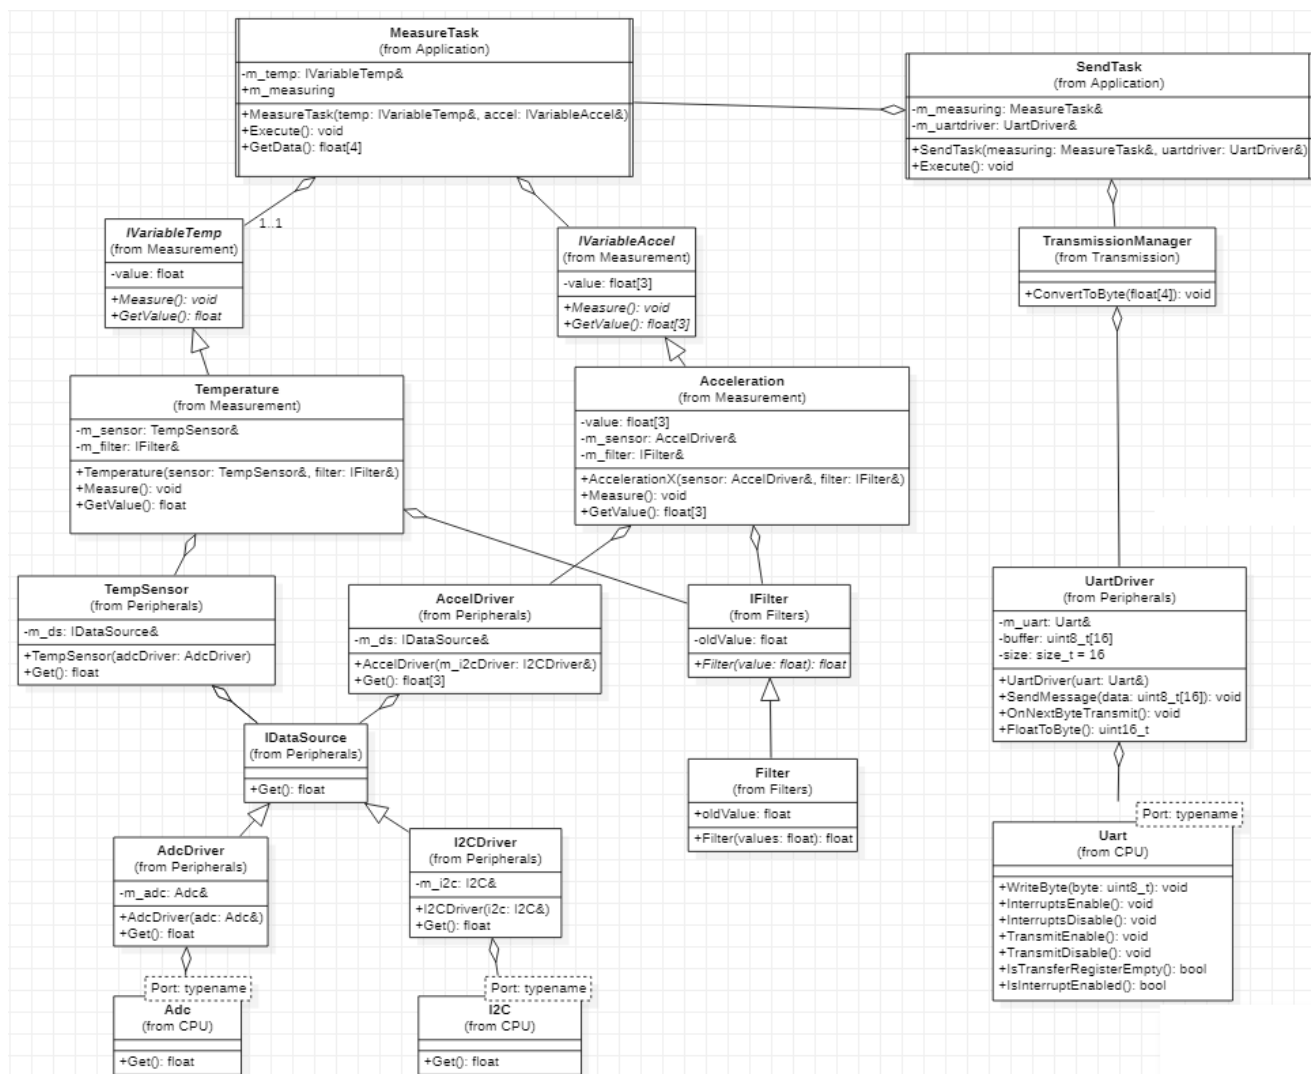 MeasureTask
(from Application)
-m_temp: IVariableTemp&
+m_measuring
+MeasureTask(temp: IVariableTemp&, accel: IVariableAccel&)
+Execute(): void
+GetData(): float[4]
SendTask
(from Application)
-m_measuring: MeasureTask&
-m_uartdriver: UartDriver&
+SendTask(measuring: MeasureTask&, uartdriver: UartDriver&)
+Execute(): void
1..1
IVariableTemp
(from Measurement)
-value: float
+Measure(): void
+GetValue(): float
IVariableAccel
(from Measurement)
-value: float[3]
+Measure(): void
+GetValue(): float[3]
TransmissionManager
(from Transmission)
+ConvertToByte(float[4]): void
Temperature
(from Measurement)
-m_sensor: TempSensor&
-m_filter: IFilter&
+Temperature(sensor: TempSensor&, filter: IFilter&)
+Measure(): void
+GetValue(): float
Acceleration
(from Measurement)
-value: float[3]
-m_sensor: AccelDriver&
-m_filter: IFilter&
+AccelerationX(sensor: AccelDriver&, filter: IFilter&)
+Measure(): void
+GetValue(): float[3]
TempSensor
(from Peripherals)
-m_ds: IDataSource&
+TempSensor(adcDriver: AdcDriver)
+Get(): float
AccelDriver
(from Peripherals)
-m_ds: IDataSource&
+AccelDriver(m_i2cDriver: I2CDriver&)
+Get(): float[3]
IFilter
(from Filters)
-oldValue: float
+Filter(value: float): float
UartDriver
(from Peripherals)
-m_uart: Uart&
-buffer: uint8_t[16]
-size: size_t = 16
+UartDriver(uart: Uart&)
+SendMessage(data: uint8_t[16]): void
+OnNextByteTransmit(): void
+FloatToByte(): uint16_t
IDataSource
(from Peripherals)
+Get(): float
Filter
(from Filters)
+oldValue: float
+Filter(values: float): float
AdcDriver
(from Peripherals)
-m_adc: Adc&
+AdcDriver(adc: Adc&)
+Get(): float
I2CDriver
(from Peripherals)
-m_i2c: I2C&
+I2CDriver(i2c: I2C&)
+Get(): float
Port: typename
Uart
(from CPU)
+WriteByte(byte: uint8_t): void
+InterruptsEnable(): void
+InterruptsDisable(): void
+TransmitEnable(): void
+TransmitDisable(): void
+IsTransferRegisterEmpty(): bool
+IsInterruptEnabled(): bool
Port: typename
Adc
(from CPU)
+Get(): float
Port: typename
I2C
(from CPU)
+Get(): float